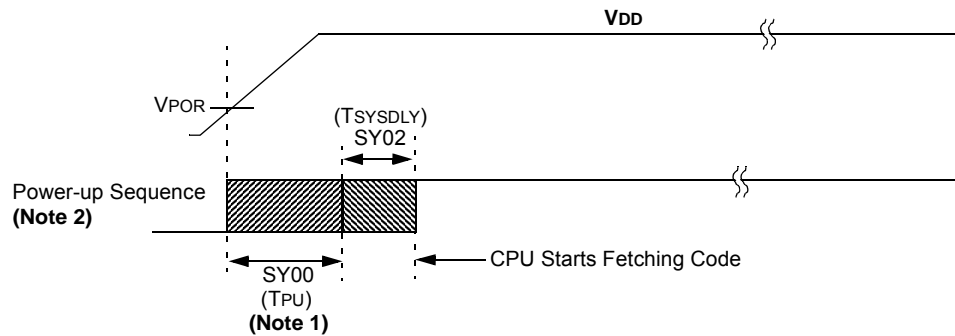 VDD
VPOR
(TSYSDLY)
SY02
Power-up Sequence
(Note 2)
CPU Starts Fetching Code
SY00
(TPU)
(Note 1)